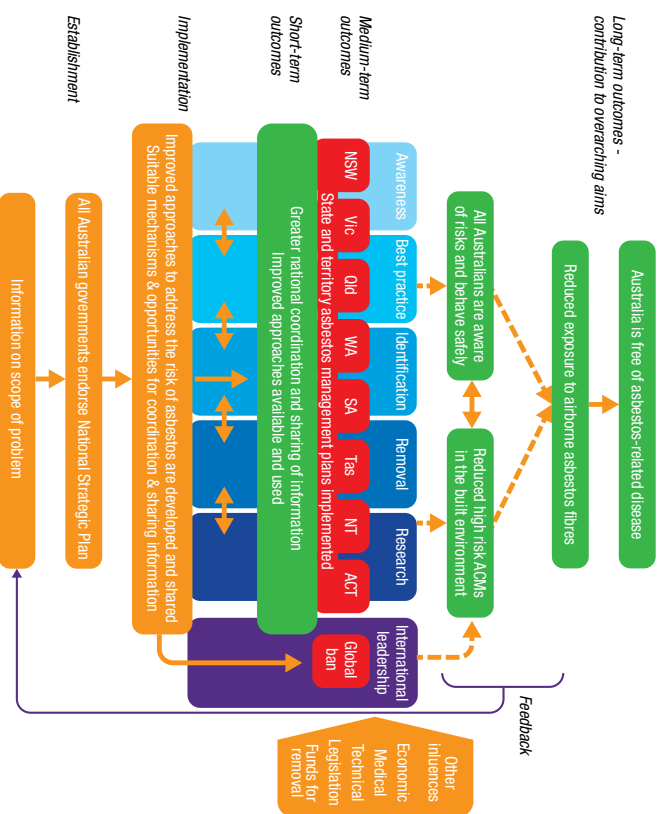 Long-term outcomes -
contribution to overarching aims
Australia is free of asbestos-related disease
Reduced exposure to airborne asbestos fibres
All Australians are aware
of risks and behave safely
Reduced high risk ACMs
in the built environment
Feedback
Medium-term
outcomes
Awareness
Best practice
Identification
Removal
Research
International
leadership
NSW
Vic
Qld
WA
SA
Tas
NT
ACT
Global
ban
State and territory asbestos management plans implemented
Short-term
outcomes
Greater national coordination and sharing of information
Improved approaches available and used
Other
inluences
Economic
Medical
Technical
Legislation
Funds for
removal
Implementation
Improved approaches to address the risk of asbestos are developed and shared
Suitable mechanisms & opportunities for coordination & sharing information
Establishment
All Australian governments endorse National Strategic Plan
Information on scope of problem